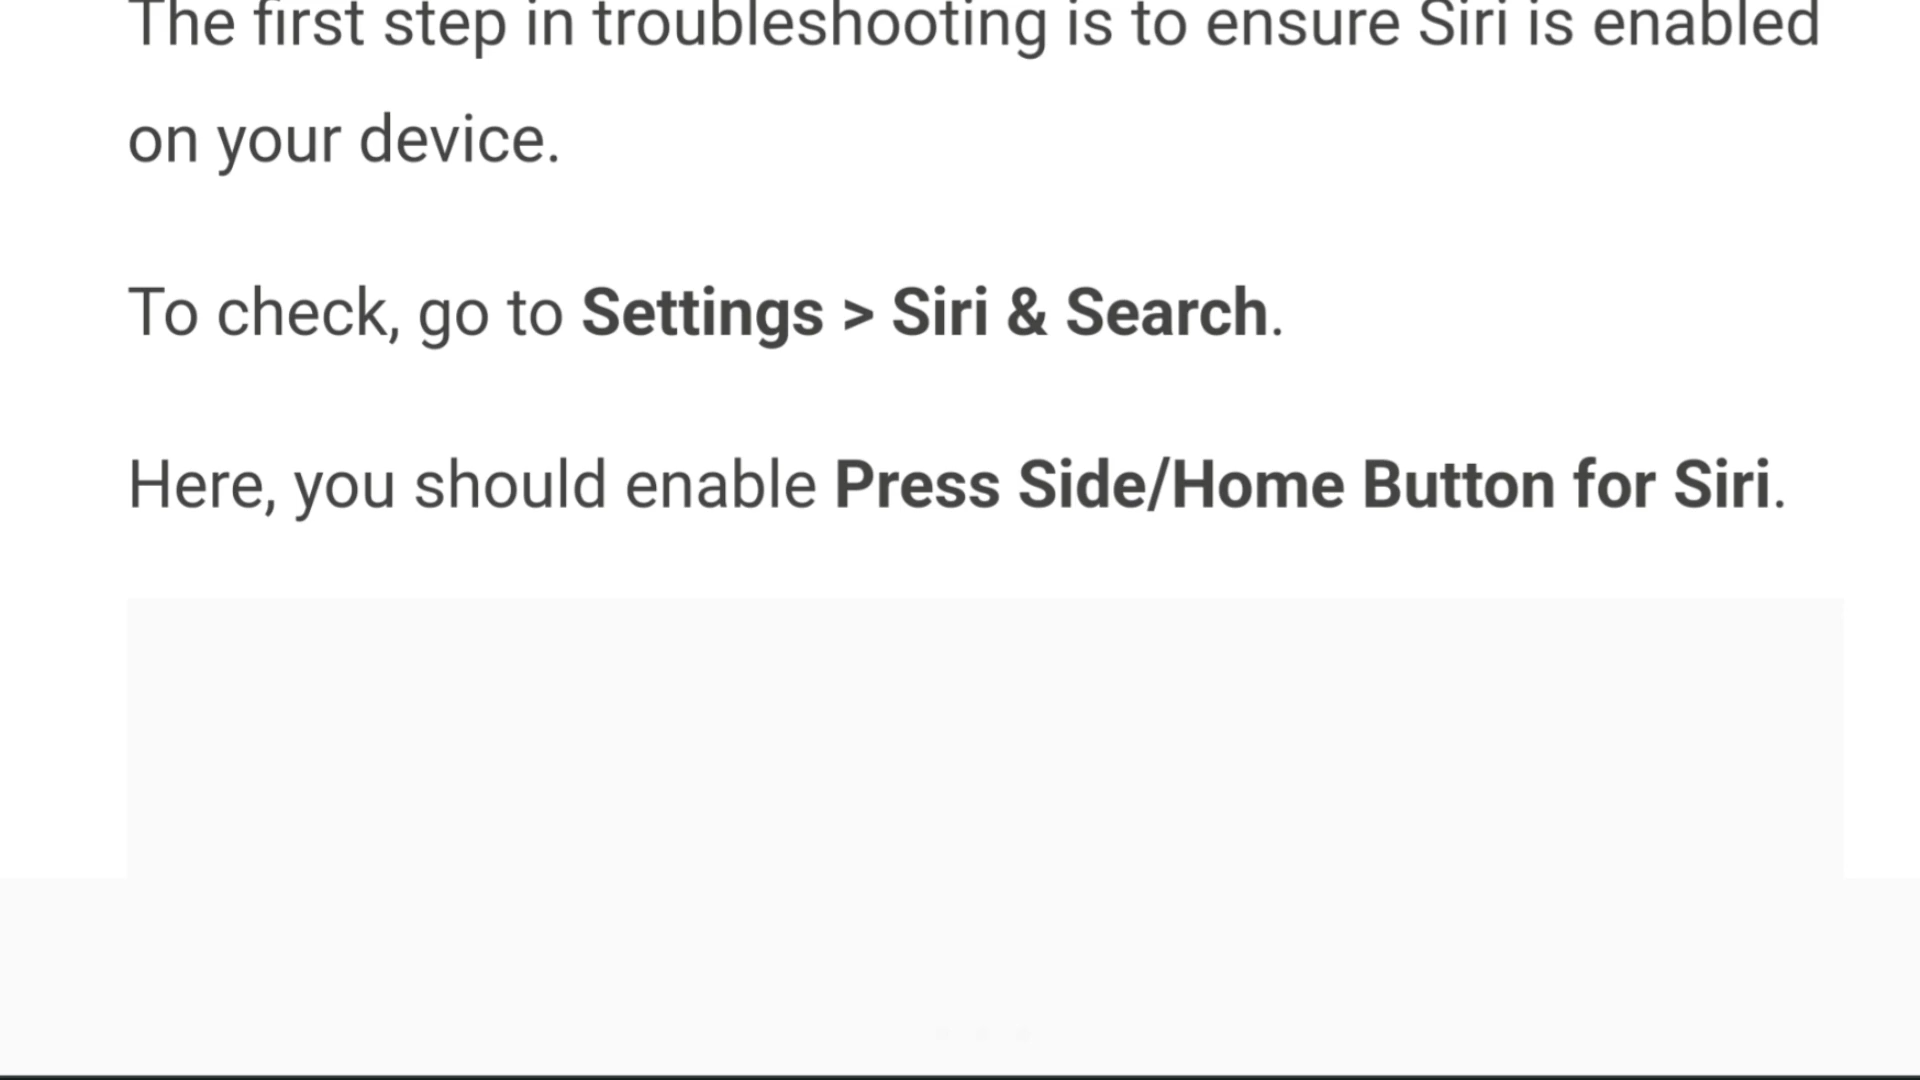 The first step in troubleshooting is to ensure Siri is enabled
on your device.
To check, go to Settings > Siri & Search.
Here, you should enable Press Side/Home Button for Siri.